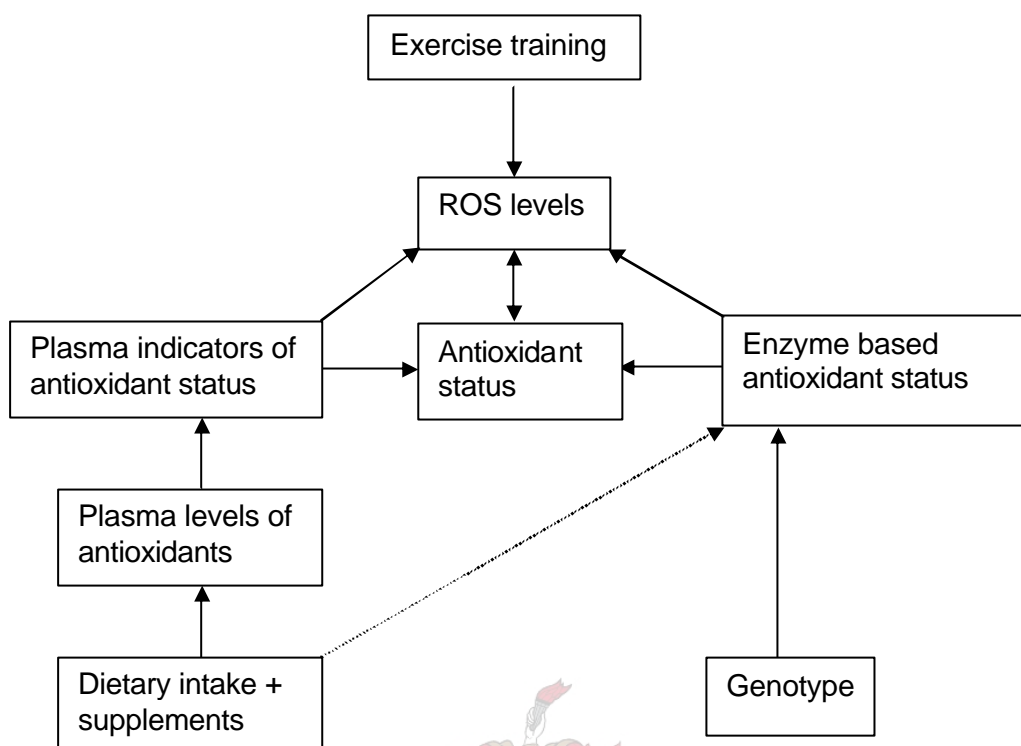 Exercise training
ROS levels
Plasma indicators of
antioxidant status
Antioxidant
status
Enzyme based
antioxidant status
Plasma levels of
antioxidants
Dietary intake +
supplements
Genotype